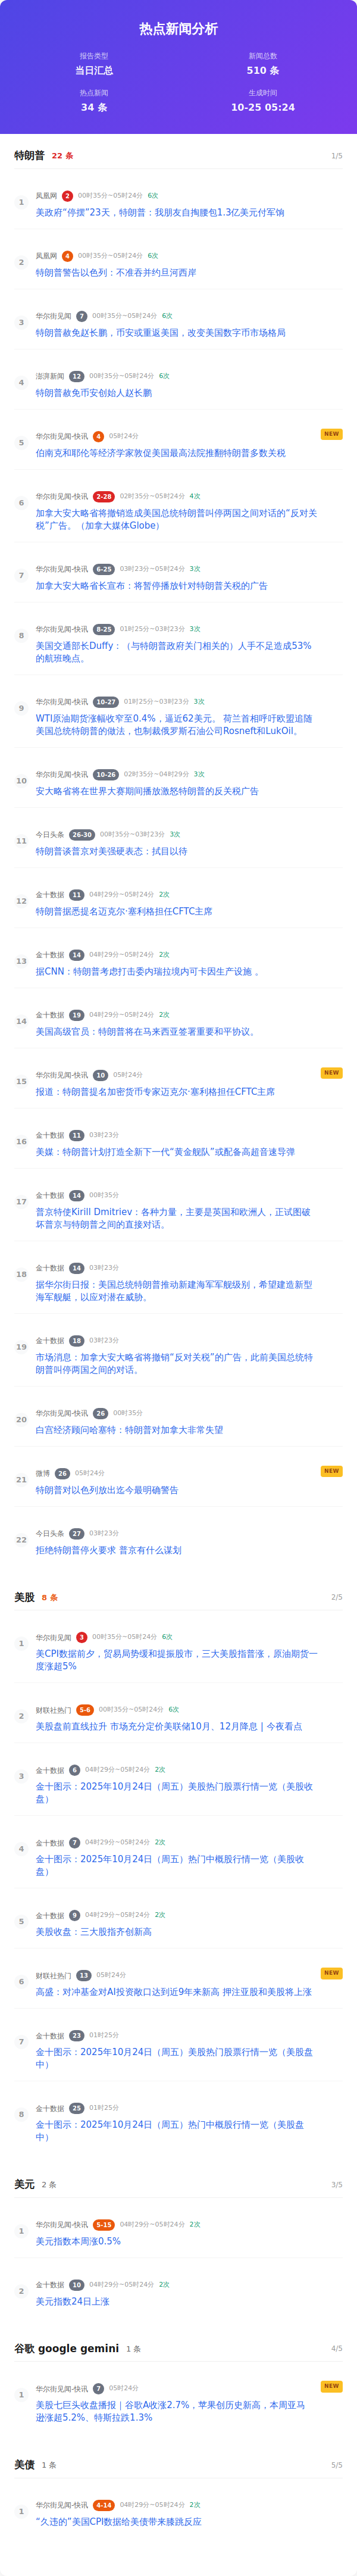 热点新闻分析
报告类型
新闻总数
当日汇总
510 条
热点新闻
生成时间
34 条
10-25 05:24
特朗普 22 条 1/5
1
凤凰网 2 00时35分~05时24分 6次
美政府“停摆”23天，特朗普：我朋友自掏腰包1.3亿美元付军饷
2
凤凰网 4 00时35分~05时24分 6次
特朗普警告以色列：不准吞并约旦河西岸
3
华尔街见闻 7 00时35分~05时24分 6次
特朗普赦免赵长鹏，币安或重返美国，改变美国数字币市场格局
4
澎湃新闻 12 00时35分~05时24分 6次
特朗普赦免币安创始人赵长鹏
5
华尔街见闻-快讯 4 05时24分 NEW
伯南克和耶伦等经济学家敦促美国最高法院推翻特朗普多数关税
6
华尔街见闻-快讯 2-28 02时35分~05时24分 4次
加拿大安大略省将撤销造成美国总统特朗普叫停两国之间对话的“反对关
税”广告。（加拿大媒体Globe）
7
华尔街见闻-快讯 6-25 03时23分~05时24分 3次
加拿大安大略省长宣布：将暂停播放针对特朗普关税的广告
8
华尔街见闻-快讯 8-25 01时25分~03时23分 3次
美国交通部长Duffy：（与特朗普政府关门相关的）人手不足造成53%
的航班晚点。
9
华尔街见闻-快讯 10-27 01时25分~03时23分 3次
WTI原油期货涨幅收窄至0.4%，逼近62美元。 荷兰首相呼吁欧盟追随
美国总统特朗普的做法，也制裁俄罗斯石油公司Rosneft和LukOil。
10
华尔街见闻-快讯 10-26 02时35分~04时29分 3次
安大略省将在世界大赛期间播放激怒特朗普的反关税广告
11
今日头条 26-30 00时35分~03时23分 3次
特朗普谈普京对美强硬表态：拭目以待
12
金十数据 11 04时29分~05时24分 2次
特朗普据悉提名迈克尔·塞利格担任CFTC主席
13
金十数据 14 04时29分~05时24分 2次
据CNN：特朗普考虑打击委内瑞拉境内可卡因生产设施 。
14
金十数据 19 04时29分~05时24分 2次
美国高级官员：特朗普将在马来西亚签署重要和平协议。
15
华尔街见闻-快讯 10 05时24分 NEW
报道：特朗普提名加密货币专家迈克尔·塞利格担任CFTC主席
16
金十数据 11 03时23分
美媒：特朗普计划打造全新下一代“黄金舰队”或配备高超音速导弹
17
金十数据 14 00时35分
普京特使Kirill Dmitriev：各种力量，主要是英国和欧洲人，正试图破
坏普京与特朗普之间的直接对话。
18
金十数据 14 03时23分
据华尔街日报：美国总统特朗普推动新建海军军舰级别，希望建造新型
海军舰艇，以应对潜在威胁。
19
金十数据 18 03时23分
市场消息：加拿大安大略省将撤销“反对关税”的广告，此前美国总统特
朗普叫停两国之间的对话。
20
华尔街见闻-快讯 26 00时35分
白宫经济顾问哈塞特：特朗普对加拿大非常失望
21
微博 26 05时24分 NEW
特朗普对以色列放出迄今最明确警告
22
今日头条 27 03时23分
拒绝特朗普停火要求 普京有什么谋划
美股 8 条 2/5
1
华尔街见闻 3 00时35分~05时24分 6次
美CPI数据前夕，贸易局势缓和提振股市，三大美股指普涨，原油期货一
度涨超5%
2
财联社热门 5-6 00时35分~05时24分 6次
美股盘前直线拉升 市场充分定价美联储10月、12月降息 | 今夜看点
3
金十数据 6 04时29分~05时24分 2次
金十图示：2025年10月24日（周五）美股热门股票行情一览（美股收
盘）
4
金十数据 7 04时29分~05时24分 2次
金十图示：2025年10月24日（周五）热门中概股行情一览（美股收
盘）
5
金十数据 9 04时29分~05时24分 2次
美股收盘：三大股指齐创新高
6
财联社热门 13 05时24分 NEW
高盛：对冲基金对AI投资敞口达到近9年来新高 押注亚股和美股将上涨
7
金十数据 23 01时25分
金十图示：2025年10月24日（周五）美股热门股票行情一览（美股盘
中）
8
金十数据 25 01时25分
金十图示：2025年10月24日（周五）热门中概股行情一览（美股盘
中）
美元 2 条 3/5
1
华尔街见闻-快讯 5-15 04时29分~05时24分 2次
美元指数本周涨0.5%
2
金十数据 10 04时29分~05时24分 2次
美元指数24日上涨
谷歌 google gemini 1 条 4/5
1
华尔街见闻-快讯 7 05时24分 NEW
美股七巨头收盘播报｜谷歌A收涨2.7%，苹果创历史新高，本周亚马
逊涨超5.2%、特斯拉跌1.3%
美债 1 条 5/5
1
华尔街见闻-快讯 4-14 04时29分~05时24分 2次
“久违的”美国CPI数据给美债带来膝跳反应